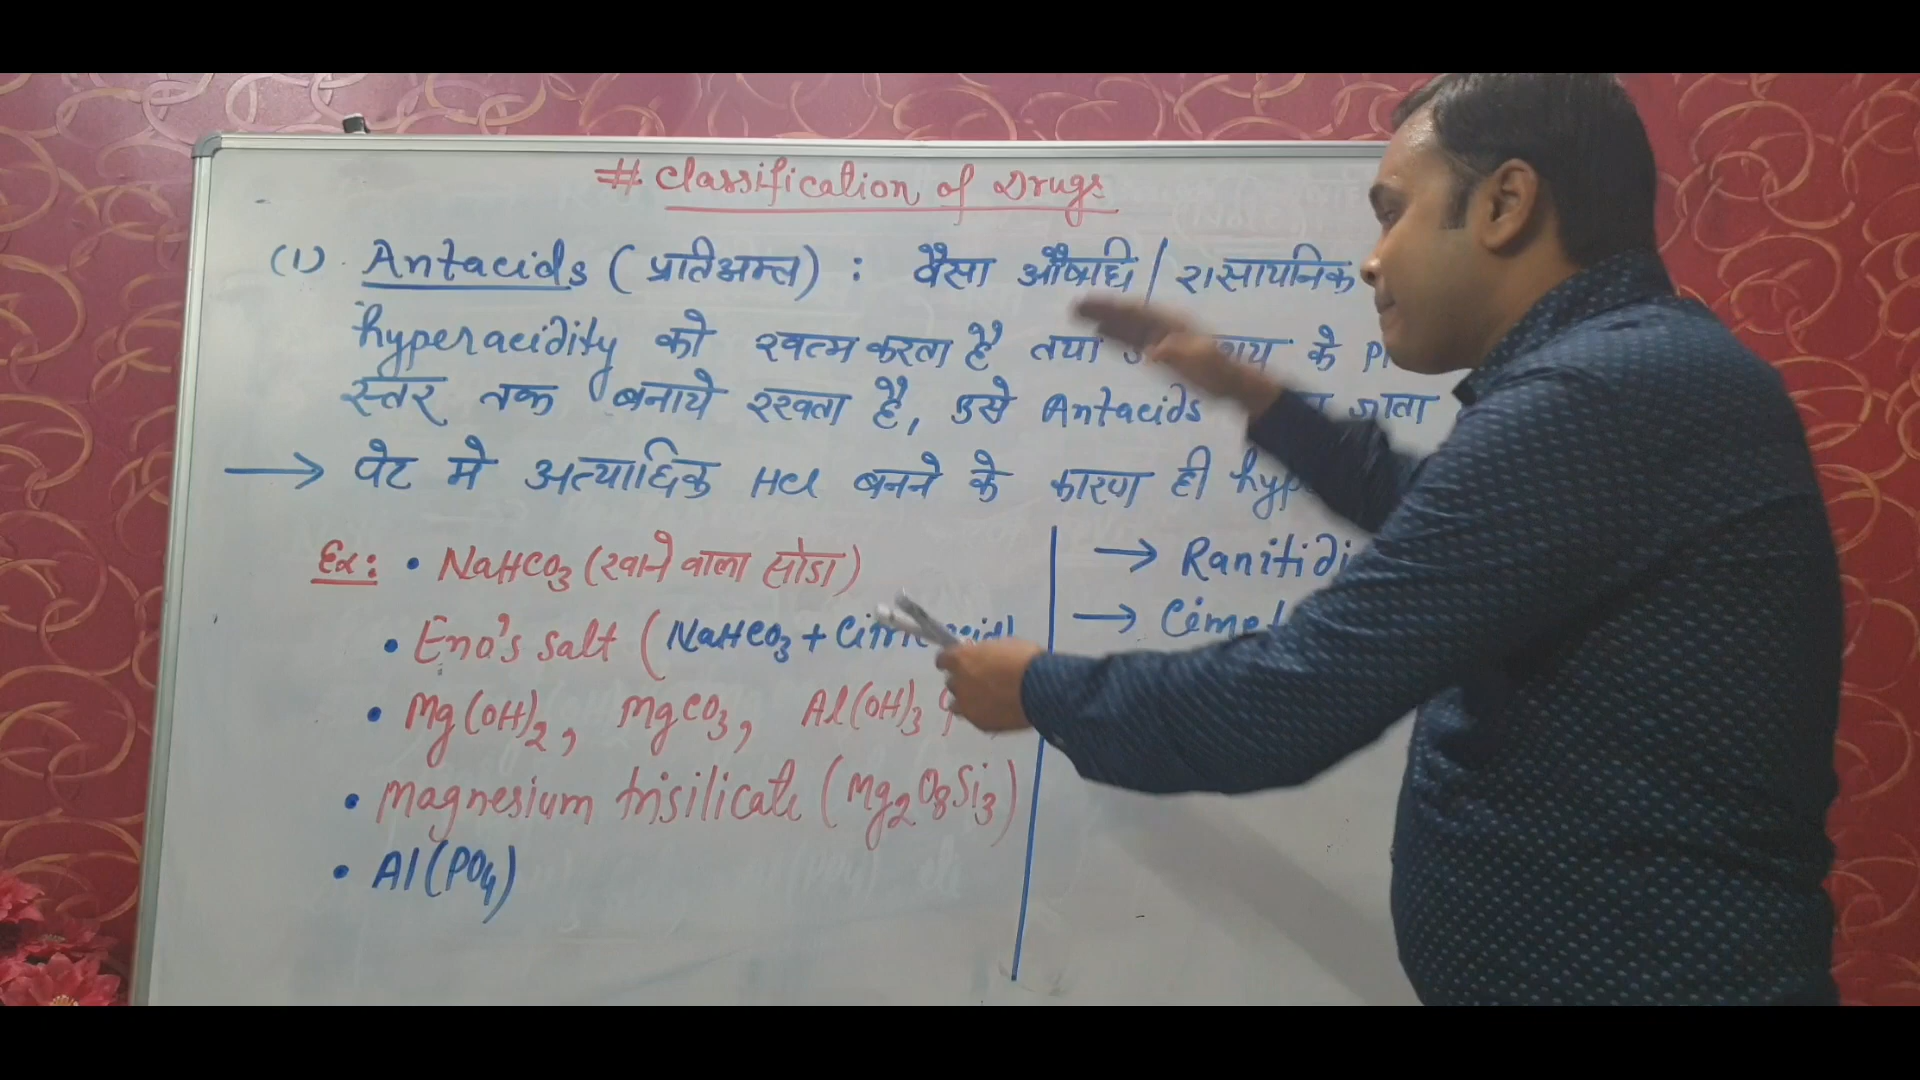 # Classification of Drugs
(1). Antacids (प्रतिअम्ल) : वैसा औषधि / रासायनिक
hyperacidity को खत्म करता है तथा के
स्तर तक बनाये रखता है, उसे Antacids जाता
→ पेट मे अत्याधिक HCl बनने के कारण ही
Ex: • NaHCO3 (खाने वाला सोडा)
• Eno's salt (NaHCO3 + Citric acid)
• Mg(OH)2, MgCO3, Al(OH)3
• magnesium trisilicate (Mg2O8Si3)
• Al(PO4)
→
→